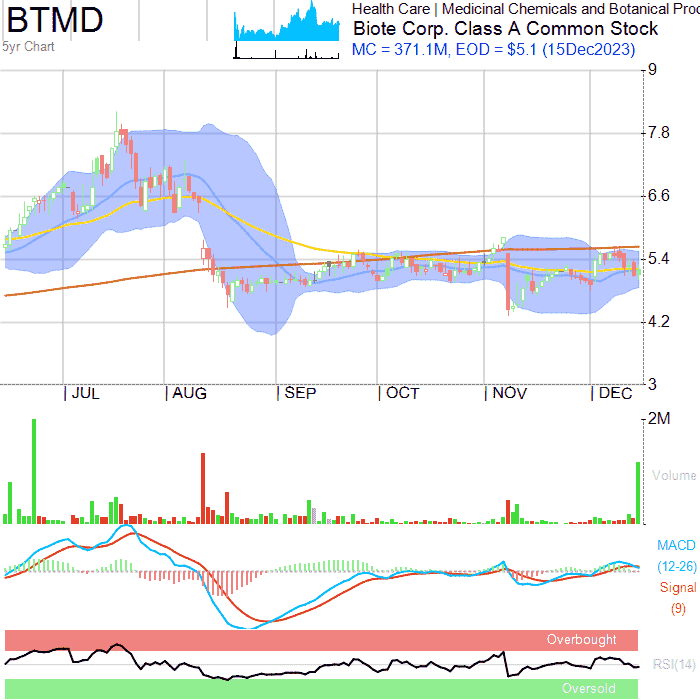 BTMD
5yr Chart
Health Care | Medicinal Chemicals and Botanical Prod
Biote Corp. Class A Common Stock
MC = 371.1M, EOD = $5.1 (15Dec2023)
9
7.8
6.6
5.4
4.2
3
JUL AUG SEP OCT NOV DEC
2M
Volume
MACD
(12-26)
Signal
(9)
Overbought
RSI(14)
Oversold